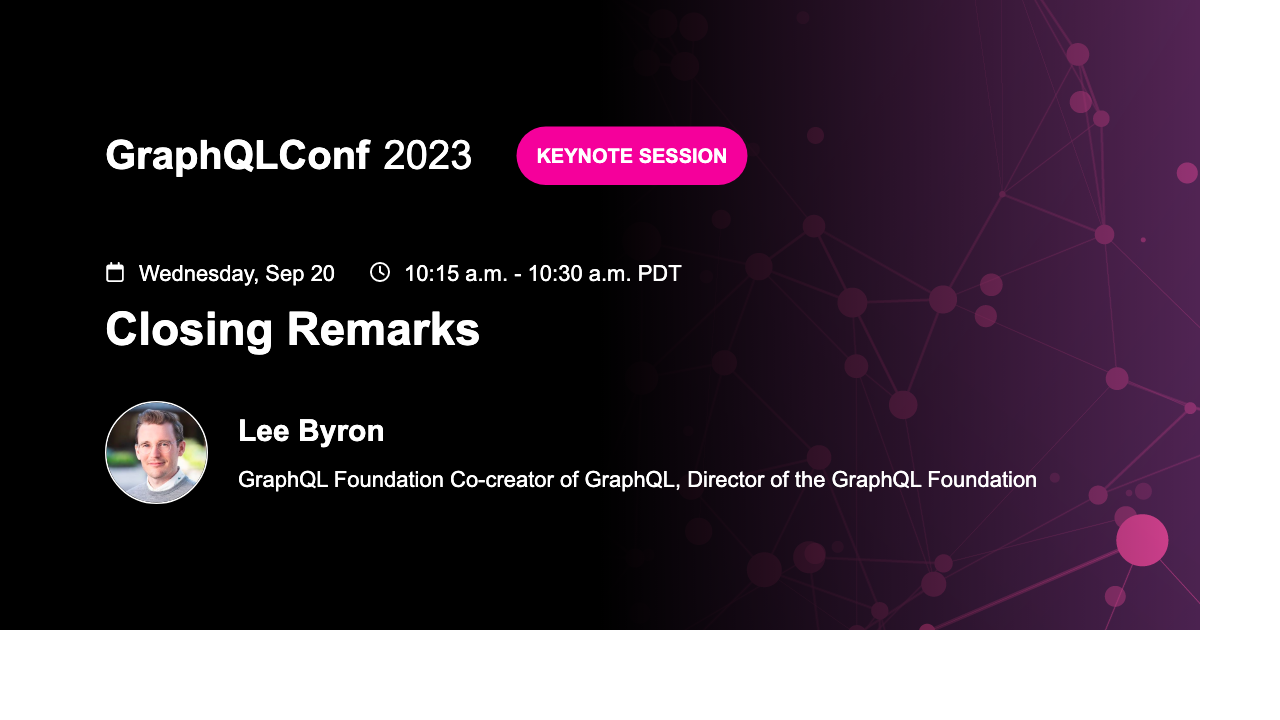 GraphQLConf 2023
KEYNOTE SESSION
Wednesday, Sep 20
10:15 a.m. - 10:30 a.m. PDT
Closing Remarks
Lee Byron
GraphQL Foundation Co-creator of GraphQL, Director of the GraphQL Foundation